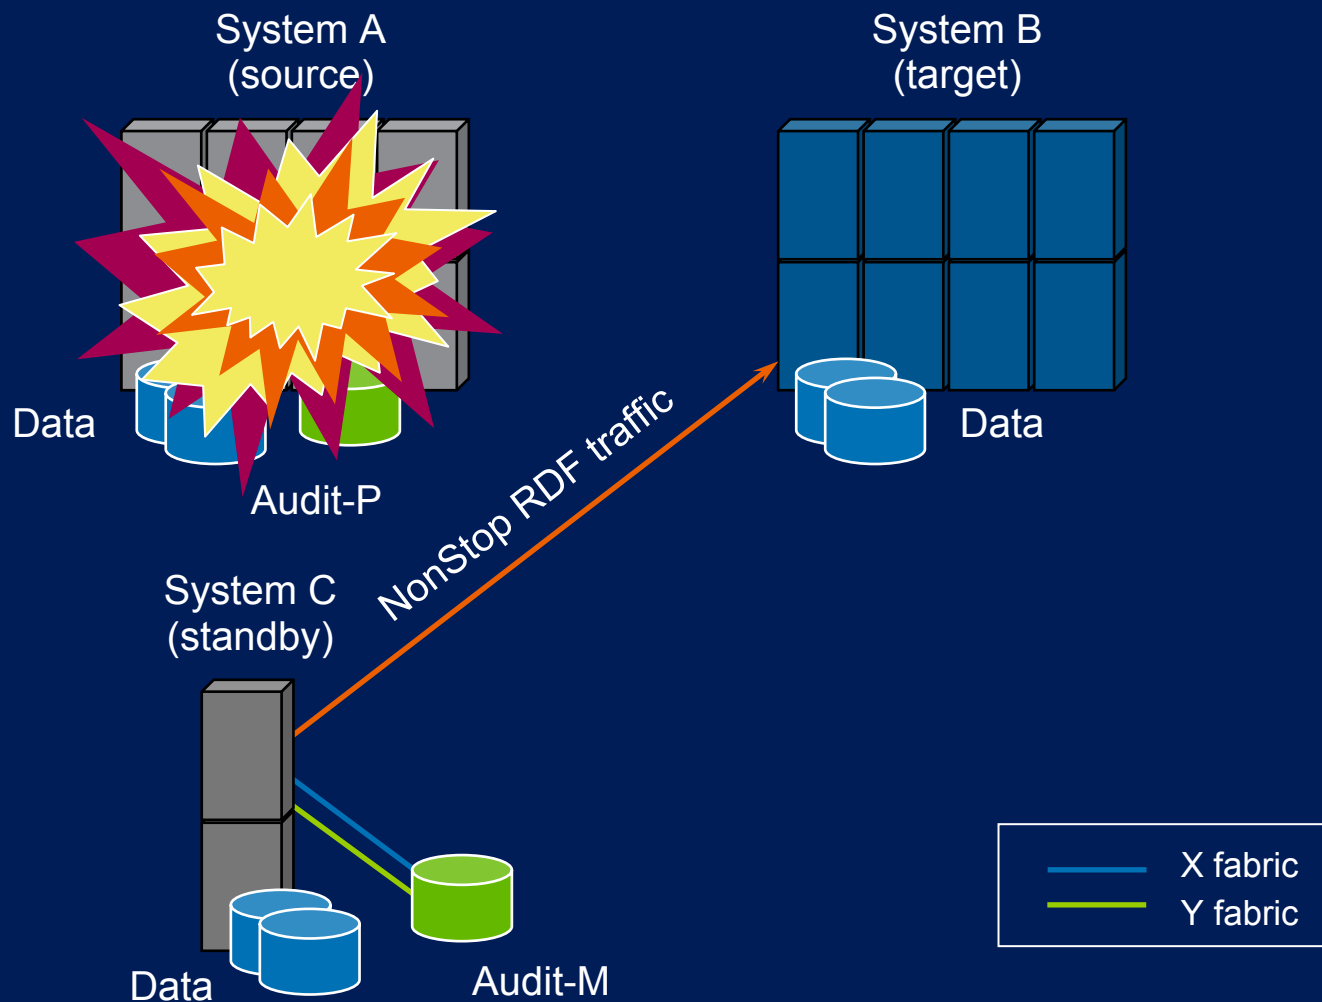 System A
(source)
System B
(target)
Data
Audit-P
Data
NonStop RDF traffic
System C
(standby)
Data
Audit-M
X fabric
Y fabric